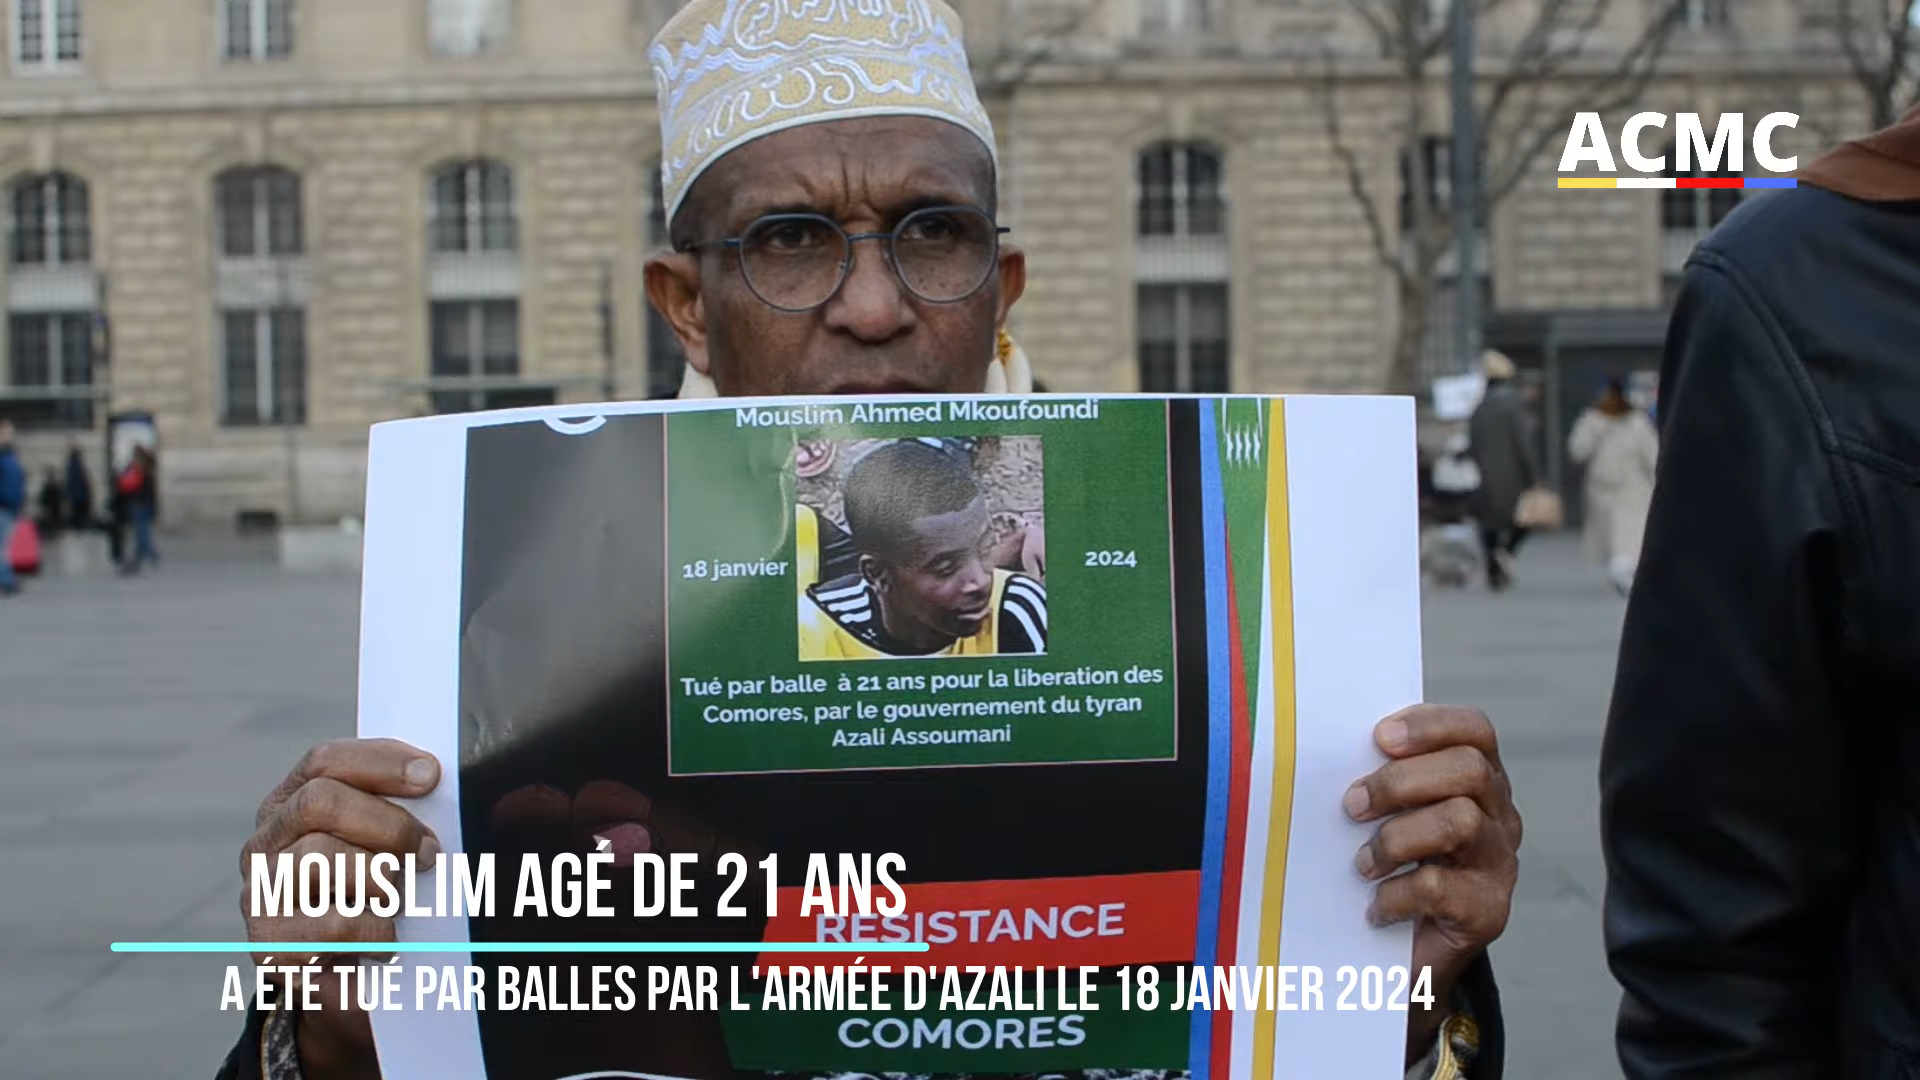 ACMC
Mouslim Ahmed Mkoufoundi
18 janvier
2024
Tué par balle à 21 ans pour la liberation des
Comores, par le gouvernement du tyran
Azali Assoumani
MOUSLIM AGÉ DE 21 ANS
RESISTANCE
A ÉTÉ TUÉ PAR BALLES PAR L'ARMÉE D'AZALI LE 18 JANVIER 2024
COMORES